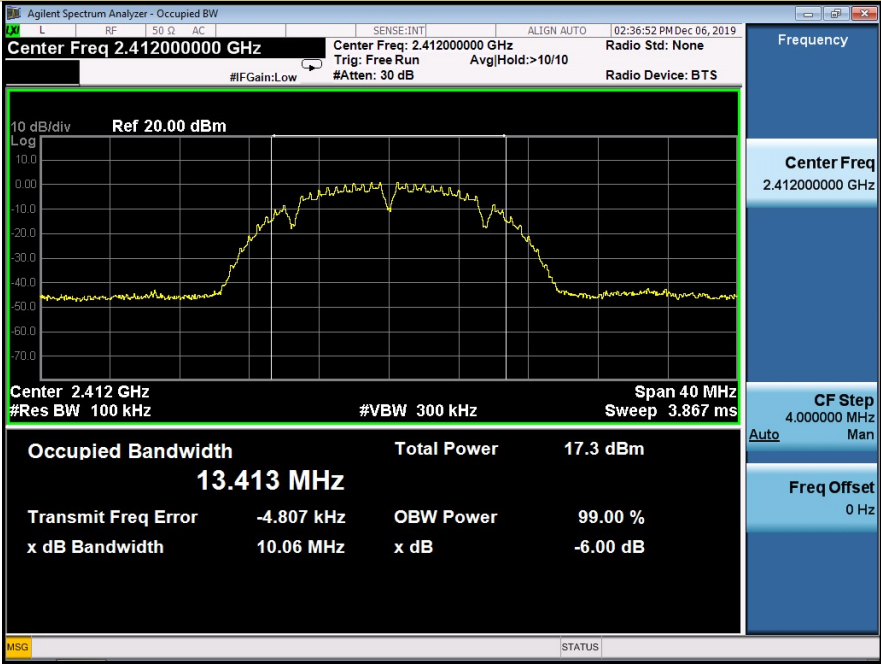 Agilent Spectrum Analyzer - Occupied BW
LXI L RF 50 Ω AC SENSE:INT ALIGN AUTO 02:36:52 PM Dec 06, 2019
Center Freq 2.412000000 GHz
Center Freq: 2.412000000 GHz
Radio Std: None
Trig: Free Run Avg|Hold:>10/10
#IFGain:Low
#Atten: 30 dB
Radio Device: BTS
10 dB/div Ref 20.00 dBm
Log
10.0
0.00
-10.0
-20.0
-30.0
-40.0
-50.0
-60.0
-70.0
Center 2.412 GHz Span 40 MHz
#Res BW 100 kHz #VBW 300 kHz Sweep 3.867 ms
Occupied Bandwidth Total Power 17.3 dBm
13.413 MHz
Transmit Freq Error -4.807 kHz OBW Power 99.00 %
x dB Bandwidth 10.06 MHz x dB -6.00 dB
Frequency
Center Freq
2.412000000 GHz
CF Step
4.000000 MHz
Auto Man
Freq Offset
0 Hz
MSG STATUS